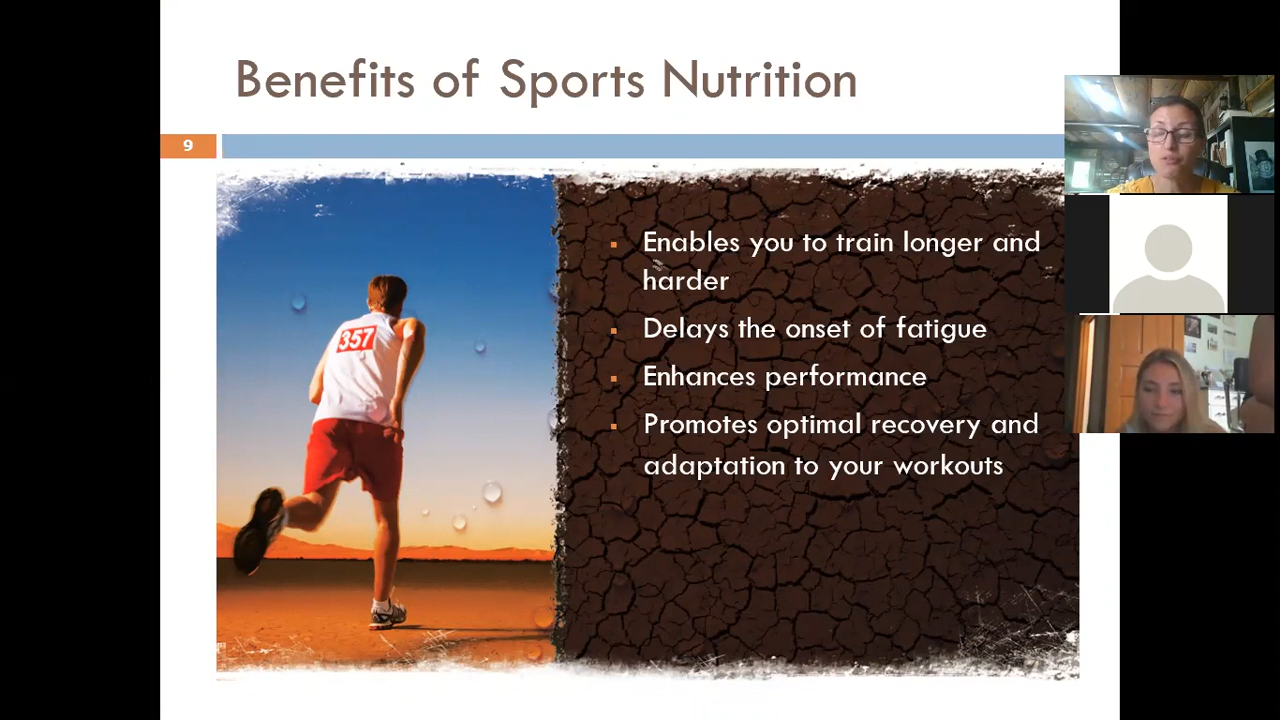 Benefits of Sports Nutrition
9
357
Enables you to train longer and
harder
Delays the onset of fatigue
Enhances performance
Promotes optimal recovery and
adaptation to your workouts